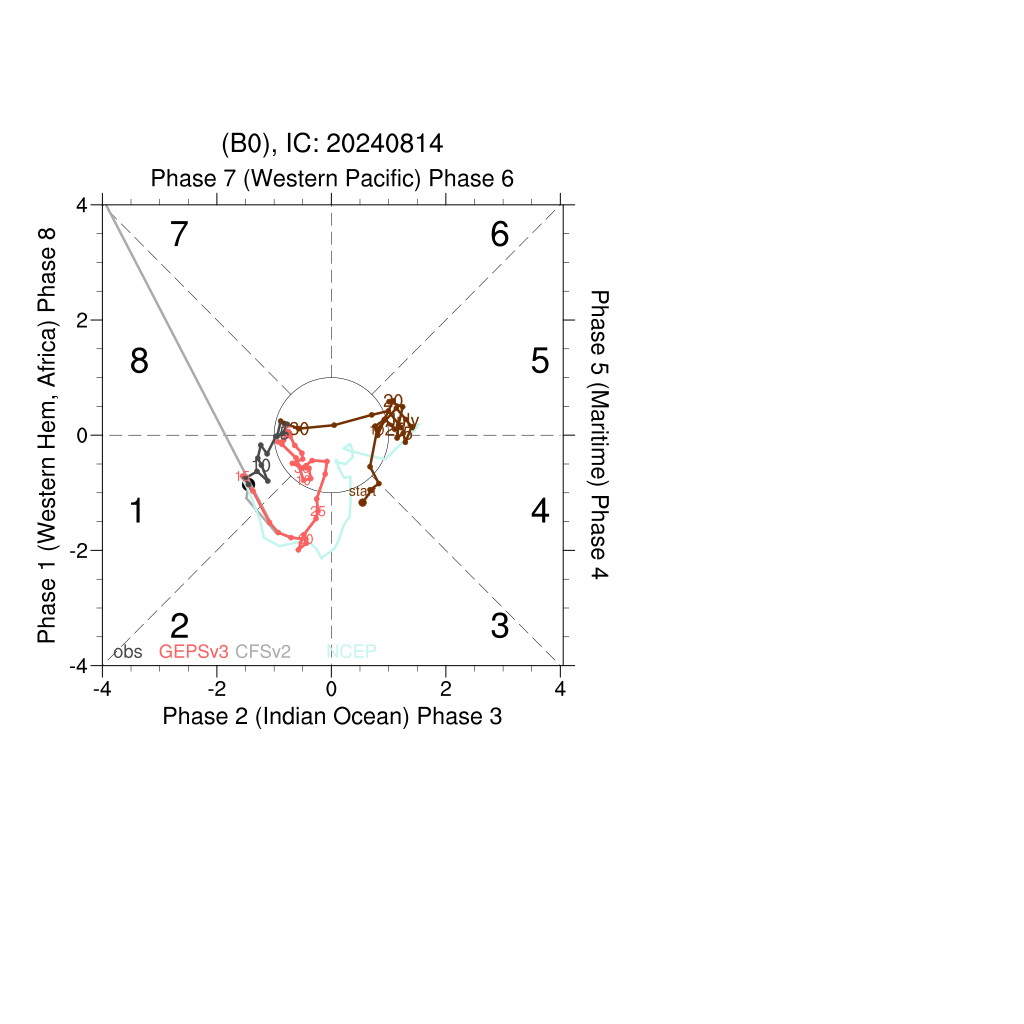 (B0), IC: 20240814
Phase 7 (Western Pacific) Phase 6
Phase 1 (Western Hem, Africa) Phase 8
Phase 5 (Maritime) Phase 4
4
2
0
-2
-4
7
6
8
5
1
4
2
3
20
30
10
15
start
25
20
obs
GEPSv3
CFSv2
NCEP
-4
-2
0
2
4
Phase 2 (Indian Ocean) Phase 3